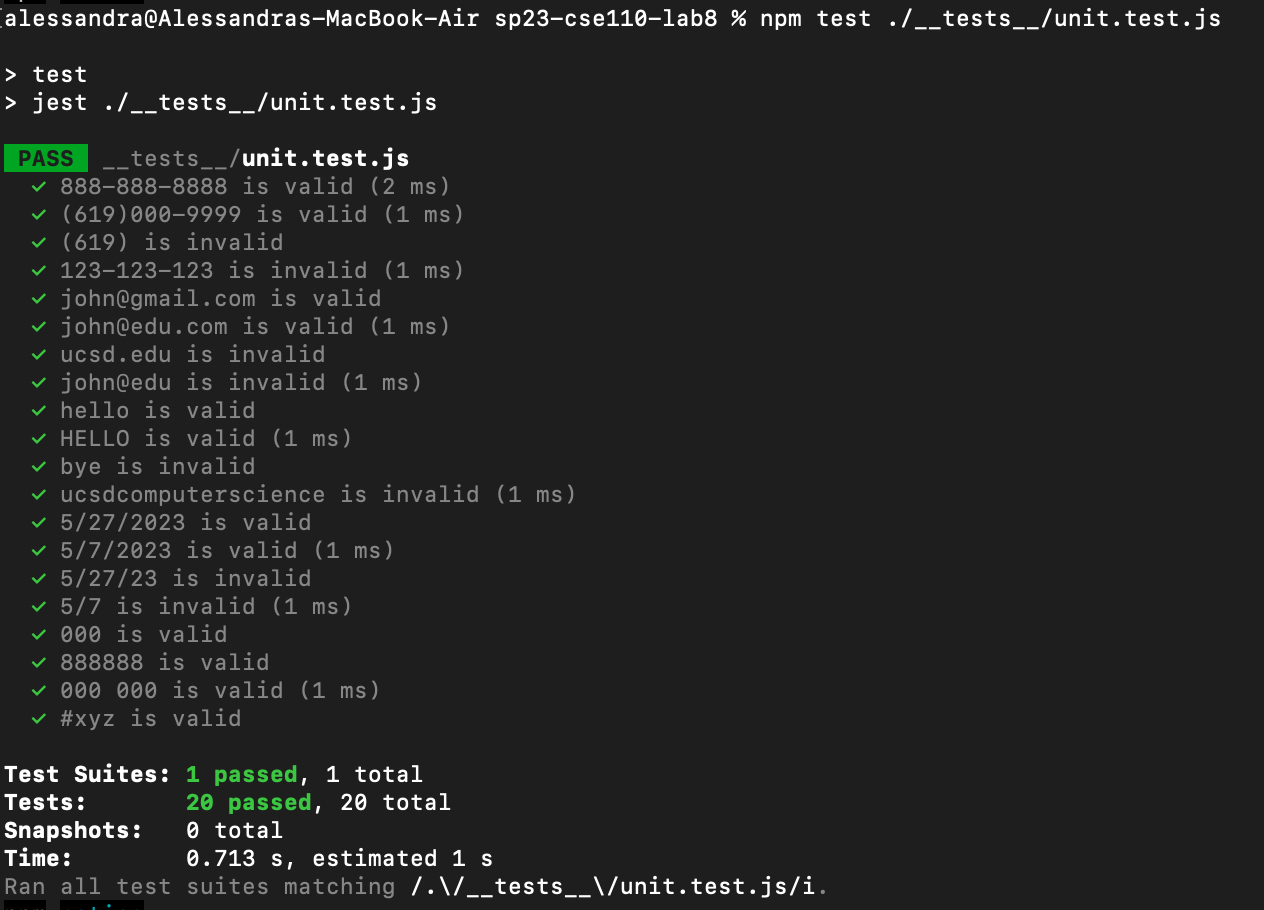 alessandra@Alessandras-MacBook-Air sp23-cse110-lab8 % npm test ./__tests__/unit.test.js
> test
> jest ./__tests__/unit.test.js
PASS __tests__/unit.test.js
✓ 888-888-8888 is valid (2 ms)
✓ (619)000-9999 is valid (1 ms)
✓ (619) is invalid
✓ 123-123-123 is invalid (1 ms)
✓ john@gmail.com is valid
✓ john@edu.com is valid (1 ms)
✓ ucsd.edu is invalid
✓ john@edu is invalid (1 ms)
✓ hello is valid
✓ HELLO is valid (1 ms)
✓ bye is invalid
✓ ucsdcomputerscience is invalid (1 ms)
✓ 5/27/2023 is valid
✓ 5/7/2023 is valid (1 ms)
✓ 5/27/23 is invalid
✓ 5/7 is invalid (1 ms)
✓ 000 is valid
✓ 888888 is valid
✓ 000 000 is valid (1 ms)
✓ #xyz is valid
Test Suites: 1 passed, 1 total
Tests: 20 passed, 20 total
Snapshots: 0 total
Time: 0.713 s, estimated 1 s
Ran all test suites matching /.\/__tests__\/unit.test.js/i.